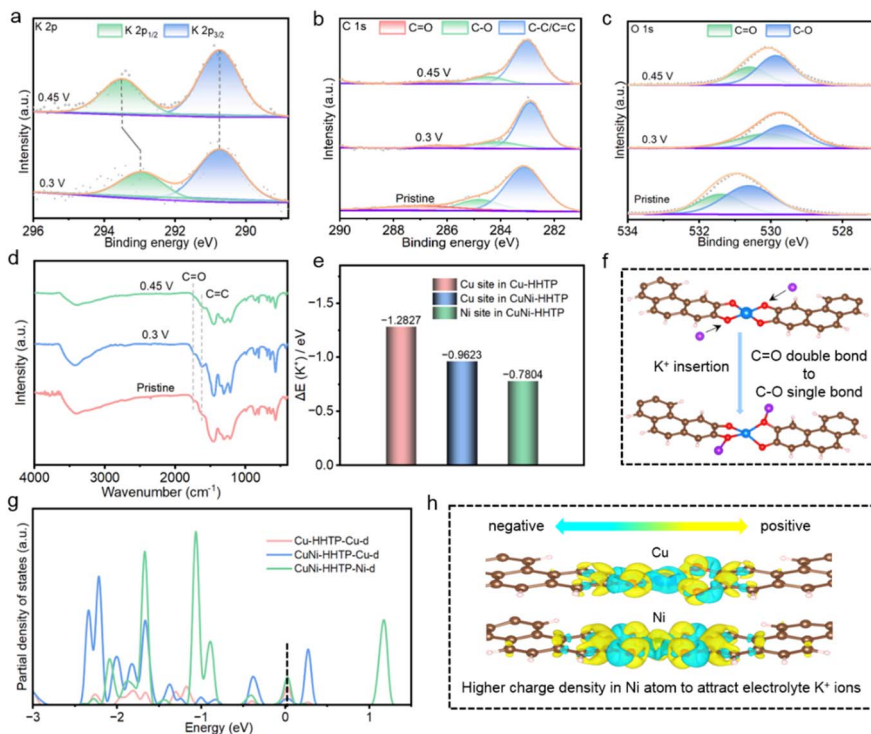 a
K 2p
K 2p1/2
K 2p3/2
0.45 V
0.3 V
Intensity (a.u.)
296 294 292 290
Binding energy (eV)
b
C 1s
C=O
C-O
C-C/C=C
0.45 V
0.3 V
Pristine
Intensity (a.u.)
290 288 286 284 282
Binding energy (eV)
c
O 1s
C=O
C-O
0.45 V
0.3 V
Pristine
Intensity (a.u.)
534 532 530 528
Binding energy (eV)
d
C=O
C=C
0.45 V
0.3 V
Pristine
Intensity (a.u.)
4000 3000 2000 1000
Wavenumber (cm-1)
e
Cu site in Cu-HHTP
Cu site in CuNi-HHTP
Ni site in CuNi-HHTP
−1.2827
−0.9623
−0.7804
ΔE (K+) / eV
−1.5
−1.0
−0.5
0.0
f
K+ insertion
C=O double bond
to
C-O single bond
g
Cu-HHTP-Cu-d
CuNi-HHTP-Cu-d
CuNi-HHTP-Ni-d
Partial density of states (a.u.)
−3 −2 −1 0 1
Energy (eV)
h
negative
positive
Cu
Ni
Higher charge density in Ni atom to attract electrolyte K+ ions